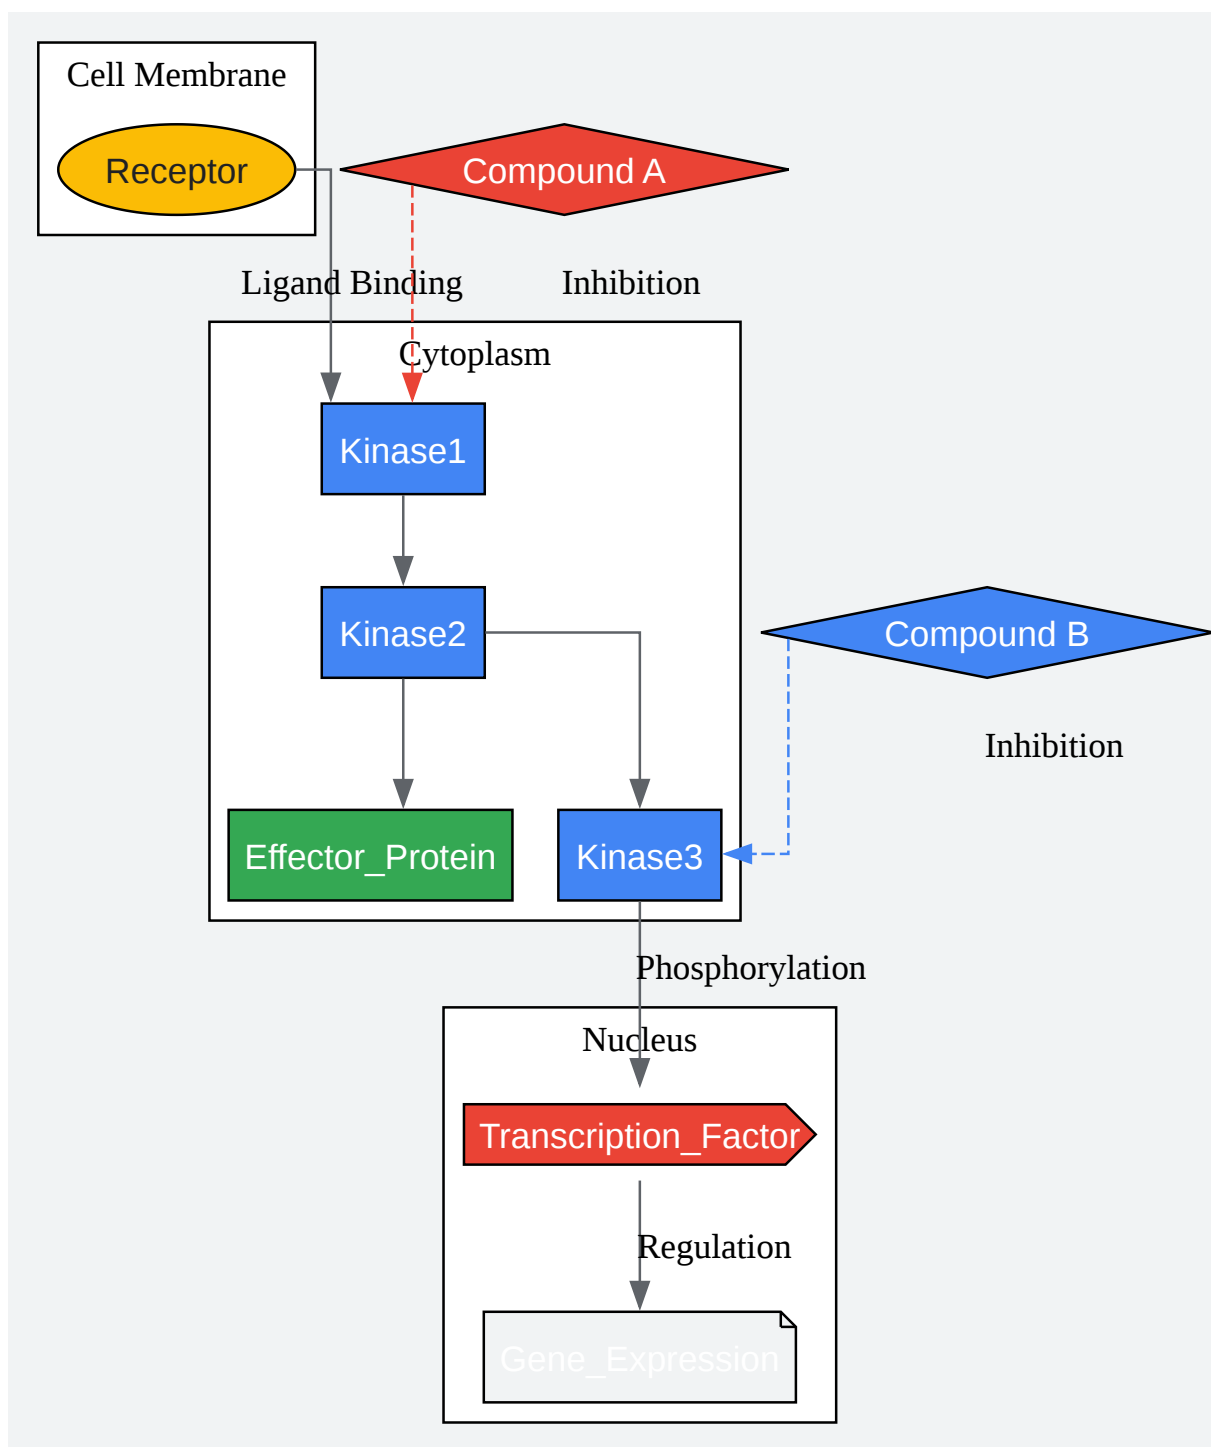 Cell Membrane
Receptor
Compound A
Ligand Binding
Inhibition
Cytoplasm
Kinase1
Kinase2
Compound B
Inhibition
Effector_Protein
Kinase3
Phosphorylation
Nucleus
Transcription_Factor
Regulation
Gene_Expression